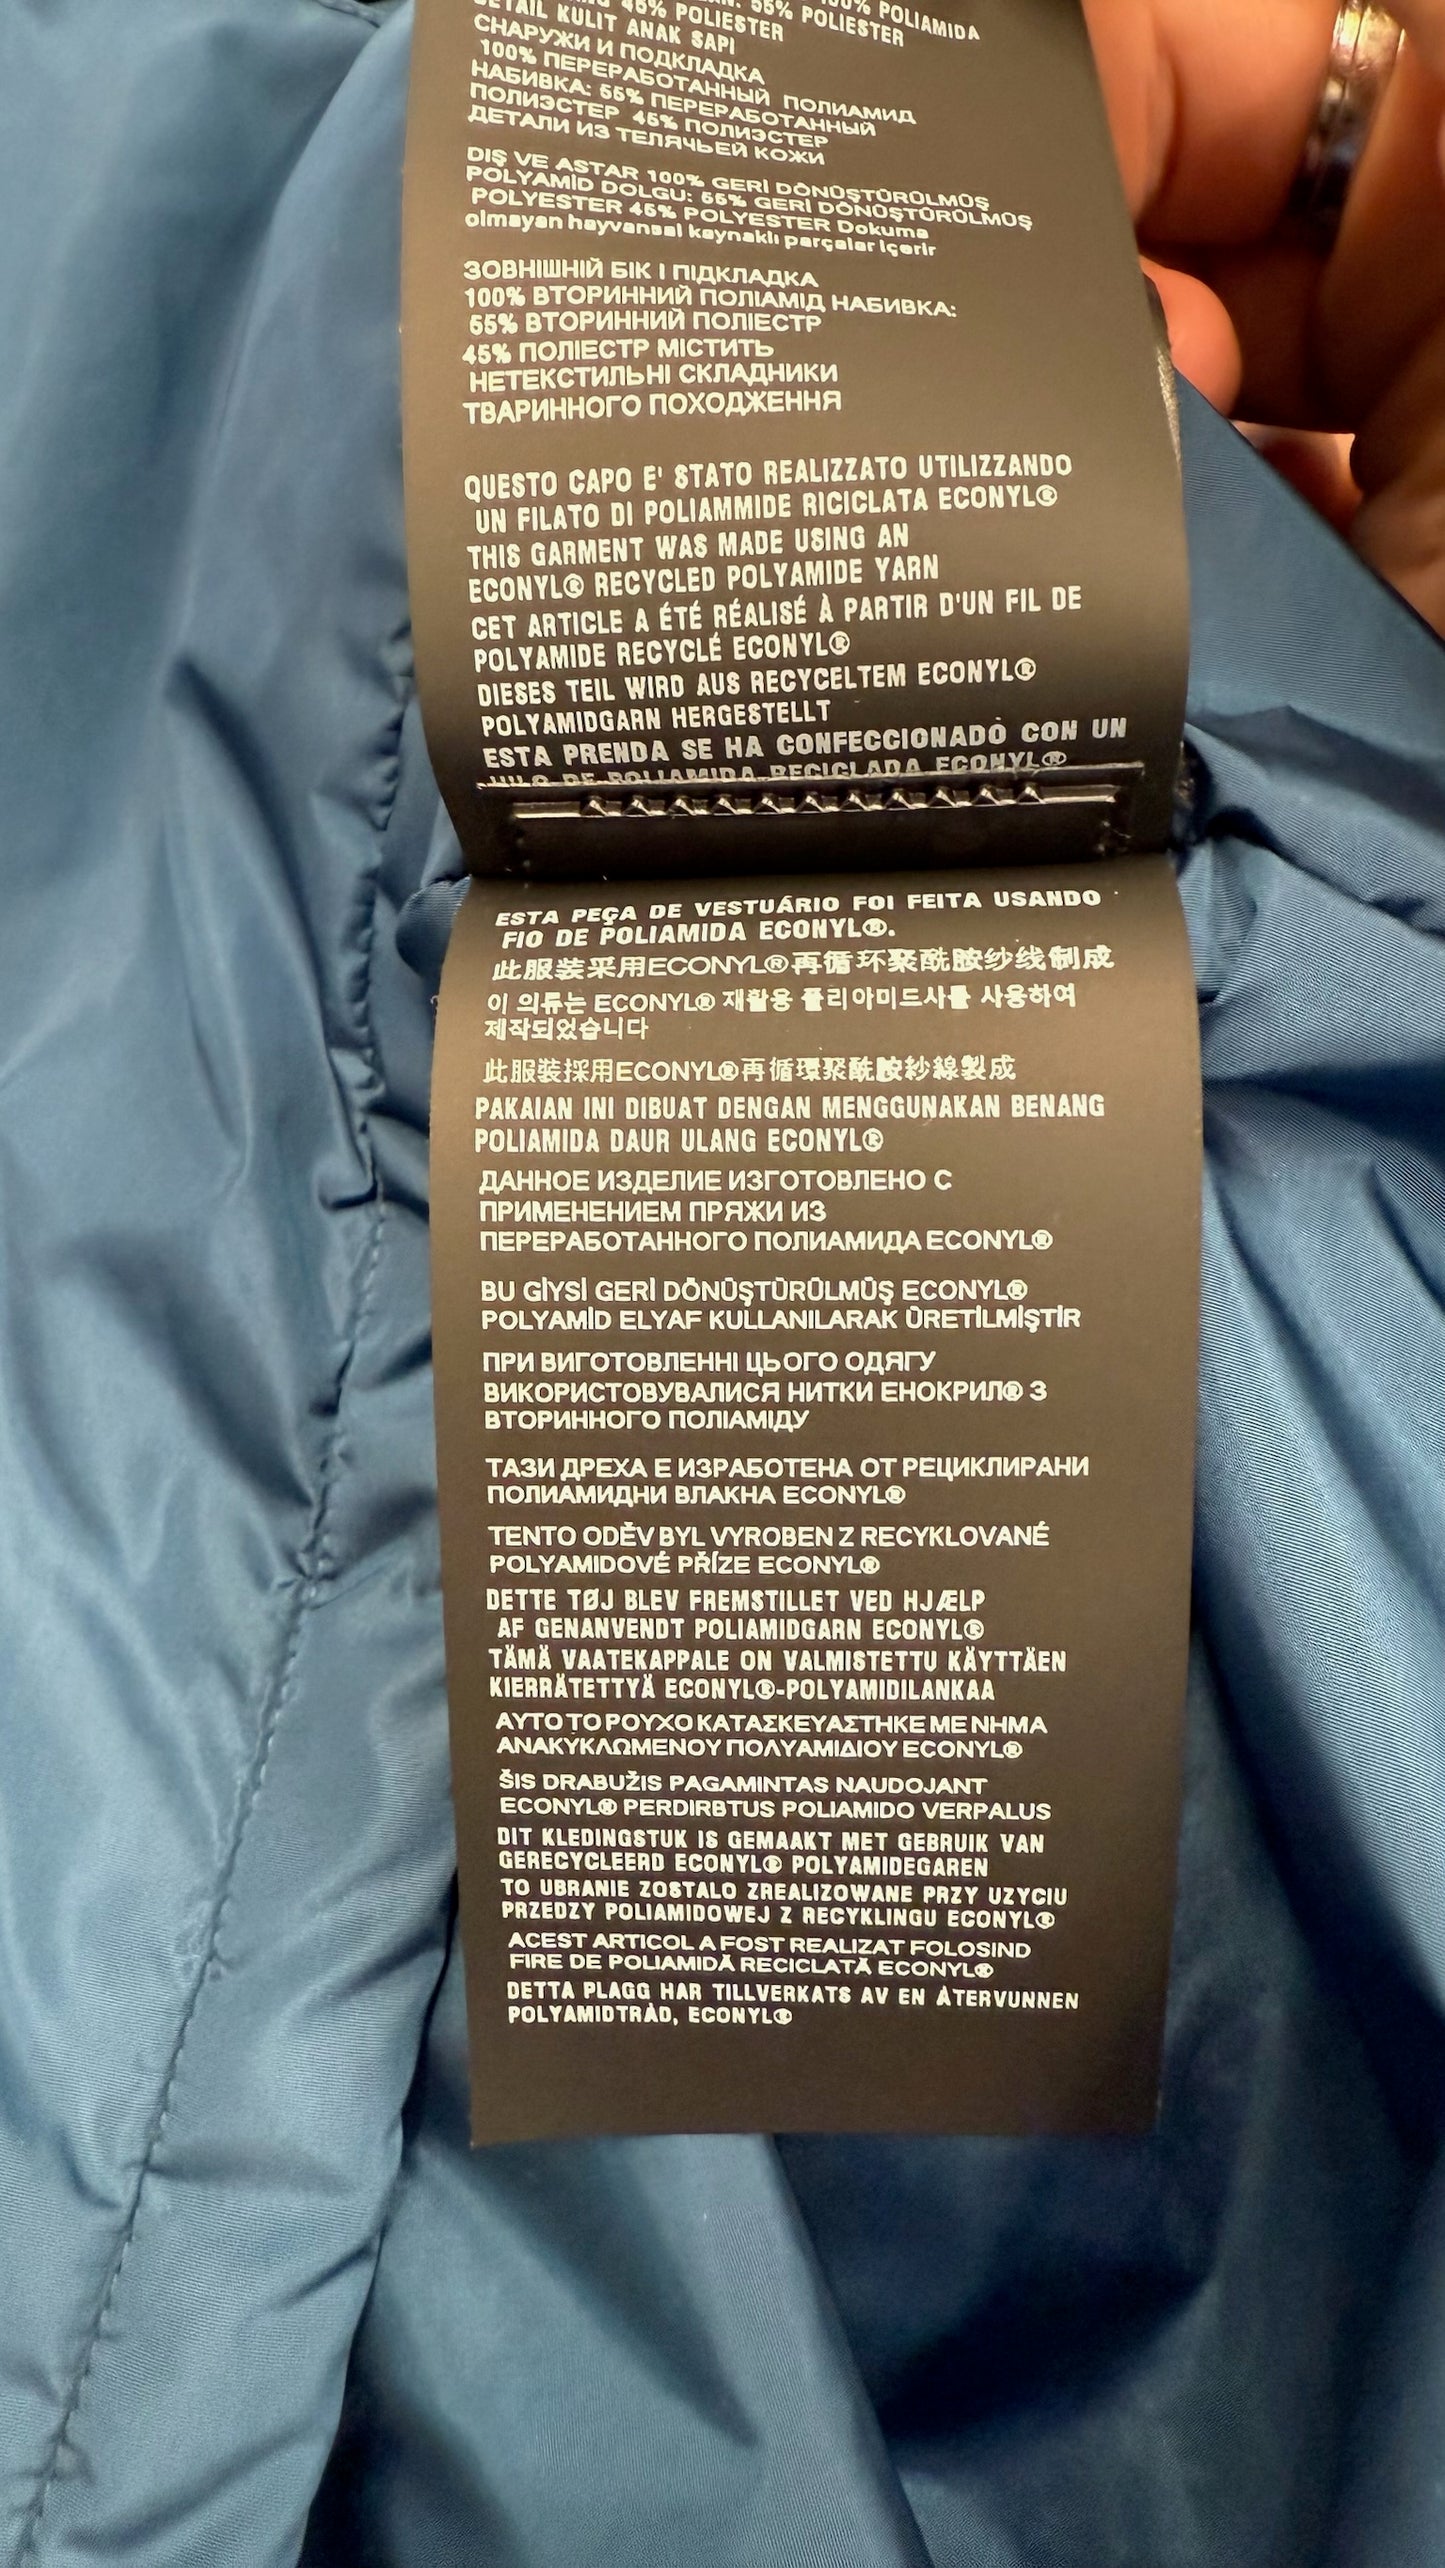 100% POLIAMIDA
45% POLIESTER 55% POLIESTER
DETAIL KULIT ANAK SAPI
СНАРУЖИ И ПОДКЛАДКА
100% ПЕРЕРАБОТАННЫЙ ПОЛИАМИД
НАБИВКА: 55% ПЕРЕРАБОТАННЫЙ
ПОЛИЭСТЕР 45% ПОЛИЭСТЕР
ДЕТАЛИ ИЗ ТЕЛЯЧЬЕЙ КОЖИ
DIŞ VE ASTAR 100% GERİ DÖNÜŞTÜRÜLMÜŞ
POLYAMİD DOLGU: 55% GERİ DÖNÜŞTÜRÜLMÜŞ
POLYESTER 45% POLYESTER Dokuma
olmayan hayvansal kaynaklı parçalar içerir
ЗОВНІШНІЙ БІК І ПІДКЛАДКА
100% ВТОРИННИЙ ПОЛІАМІД НАБИВКА:
55% ВТОРИННИЙ ПОЛІЕСТР
45% ПОЛІЕСТР МІСТИТЬ
НЕТЕКСТИЛЬНІ СКЛАДНИКИ
ТВАРИННОГО ПОХОДЖЕННЯ
QUESTO CAPO E' STATO REALIZZATO UTILIZZANDO
UN FILATO DI POLIAMMIDE RICICLATA ECONYL®
THIS GARMENT WAS MADE USING AN
ECONYL® RECYCLED POLYAMIDE YARN
CET ARTICLE A ÉTÉ RÉALISÉ À PARTIR D'UN FIL DE
POLYAMIDE RECYCLÉ ECONYL®
DIESES TEIL WIRD AUS RECYCELTEM ECONYL®
POLYAMIDGARN HERGESTELLT
ESTA PRENDA SE HA CONFECCIONADO CON UN
HILO DE POLIAMIDA RECICLADA ECONYL®
ESTA PEÇA DE VESTUÁRIO FOI FEITA USANDO
FIO DE POLIAMIDA ECONYL®.
此服装采用ECONYL®再循环聚酰胺纱线制成
이 의류는 ECONYL® 재활용 폴리아미드사를 사용하여
제작되었습니다
此服裝採用ECONYL®再循環聚酰胺紗線製成
PAKAIAN INI DIBUAT DENGAN MENGGUNAKAN BENANG
POLIAMIDA DAUR ULANG ECONYL®
ДАННОЕ ИЗДЕЛИЕ ИЗГОТОВЛЕНО С
ПРИМЕНЕНИЕМ ПРЯЖИ ИЗ
ПЕРЕРАБОТАННОГО ПОЛИАМИДА ECONYL®
BU GİYSİ GERİ DÖNÜŞTÜRÜLMÜŞ ECONYL®
POLYAMİD ELYAF KULLANILARAK ÜRETİLMİŞTİR
ПРИ ВИГОТОВЛЕННІ ЦЬОГО ОДЯГУ
ВИКОРИСТОВУВАЛИСЯ НИТКИ ЕНОКРИЛ® З
ВТОРИННОГО ПОЛІАМІДУ
ТАЗИ ДРЕХА Е ИЗРАБОТЕНА ОТ РЕЦИКЛИРАНИ
ПОЛИАМИДНИ ВЛАКНА ECONYL®
TENTO ODĚV BYL VYROBEN Z RECYKLOVANÉ
POLYAMIDOVÉ PŘÍZE ECONYL®
DETTE TØJ BLEV FREMSTILLET VED HJÆLP
AF GENANVENDT POLIAMIDGARN ECONYL®
TÄMÄ VAATEKAPPALE ON VALMISTETTU KÄYTTÄEN
KIERRÄTETTYÄ ECONYL®-POLYAMIDILANKAA
ΑΥΤΟ ΤΟ ΡΟΥΧΟ ΚΑΤΑΣΚΕΥΑΣΤΗΚΕ ΜΕ ΝΗΜΑ
ΑΝΑΚΥΚΛΩΜΕΝΟΥ ΠΟΛΥΑΜΙΔΙΟΥ ECONYL®
ŠIS DRABUŽIS PAGAMINTAS NAUDOJANT
ECONYL® PERDIRBTUS POLIAMIDO VERPALUS
DIT KLEDINGSTUK IS GEMAAKT MET GEBRUIK VAN
GERECYCLEERD ECONYL® POLYAMIDEGAREN
TO UBRANIE ZOSTALO ZREALIZOWANE PRZY UZYCIU
PRZEDZY POLIAMIDOWEJ Z RECYKLINGU ECONYL®
ACEST ARTICOL A FOST REALIZAT FOLOSIND
FIRE DE POLIAMIDĂ RECICLATĂ ECONYL®
DETTA PLAGG HAR TILLVERKATS AV EN ÅTERVUNNEN
POLYAMIDTRÅD, ECONYL®